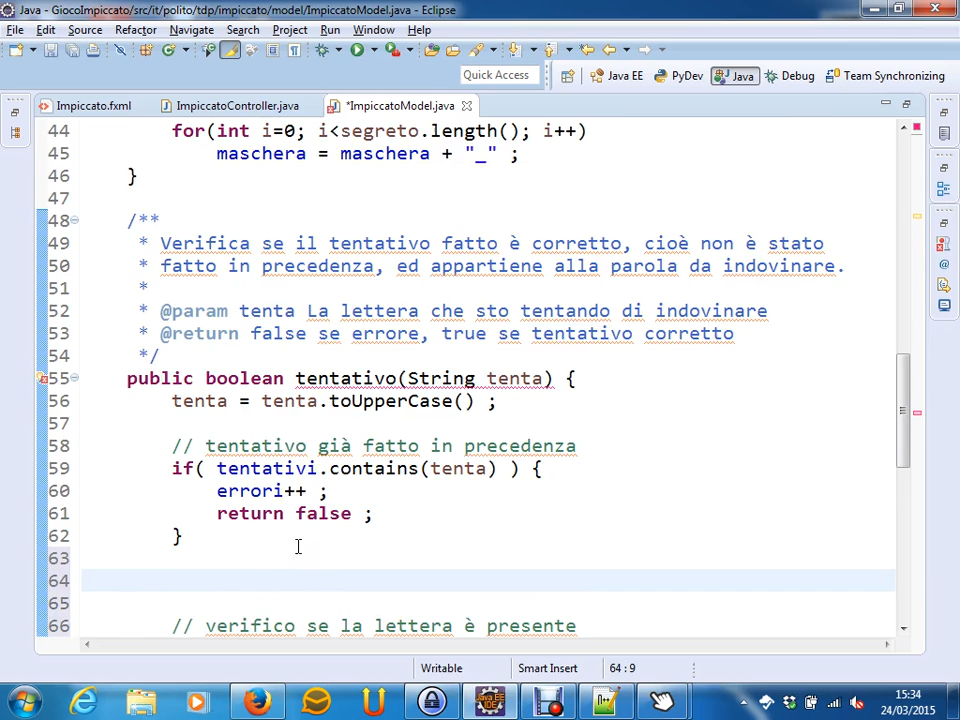 Java - GiocoImpiccato/src/it/polito/tdp/impiccato/model/ImpiccatoModel.java - Eclipse
File Edit Source Refactor Navigate Search Project Run Window Help
Quick Access Java EE PyDev Java Debug Team Synchronizing
Impiccato.fxml ImpiccatoController.java *ImpiccatoModel.java
44 for(int i=0; i<segreto.length(); i++)
45 maschera = maschera + "_" ;
46 }
47
48 /**
49 * Verifica se il tentativo fatto è corretto, cioè non è stato
50 * fatto in precedenza, ed appartiene alla parola da indovinare.
51 *
52 * @param tenta La lettera che sto tentando di indovinare
53 * @return false se errore, true se tentativo corretto
54 */
55 public boolean tentativo(String tenta) {
56 tenta = tenta.toUpperCase() ;
57
58 // tentativo già fatto in precedenza
59 if( tentativi.contains(tenta) ) {
60 errori++ ;
61 return false ;
62 }
63
64
65
66 // verifico se la lettera è presente
Writable Smart Insert 64 : 9
15:34
24/03/2015